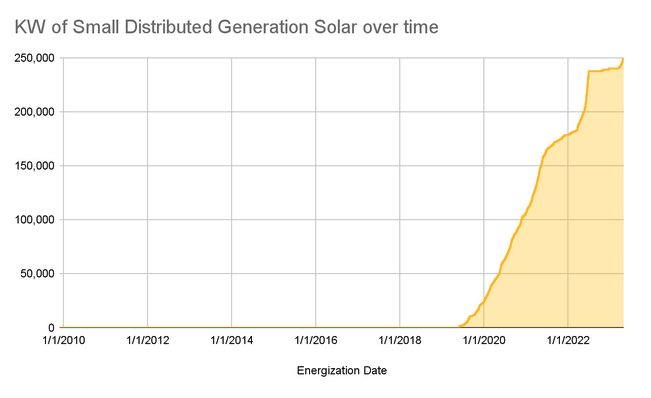 KW of Small Distributed Generation Solar over time
250,000
200,000
150,000
100,000
50,000
0
1/1/2010 1/1/2012 1/1/2014 1/1/2016 1/1/2018 1/1/2020 1/1/2022
Energization Date